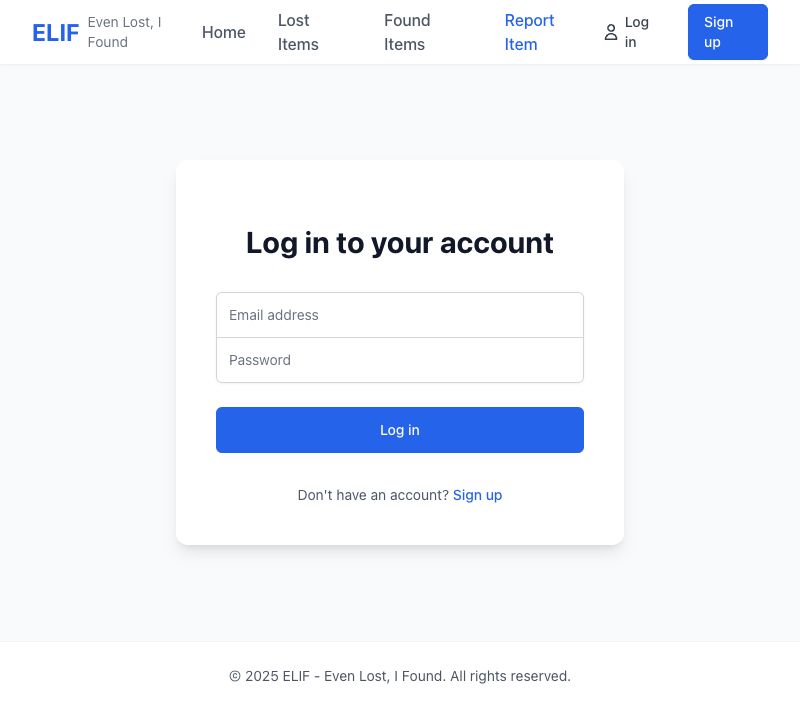 ELIF
Even Lost, I
Found
Home
Lost
Items
Found
Items
Report
Item
Log
in
Sign
up
Log in to your account
Email address
Password
Log in
Don't have an account? Sign up
© 2025 ELIF - Even Lost, I Found. All rights reserved.